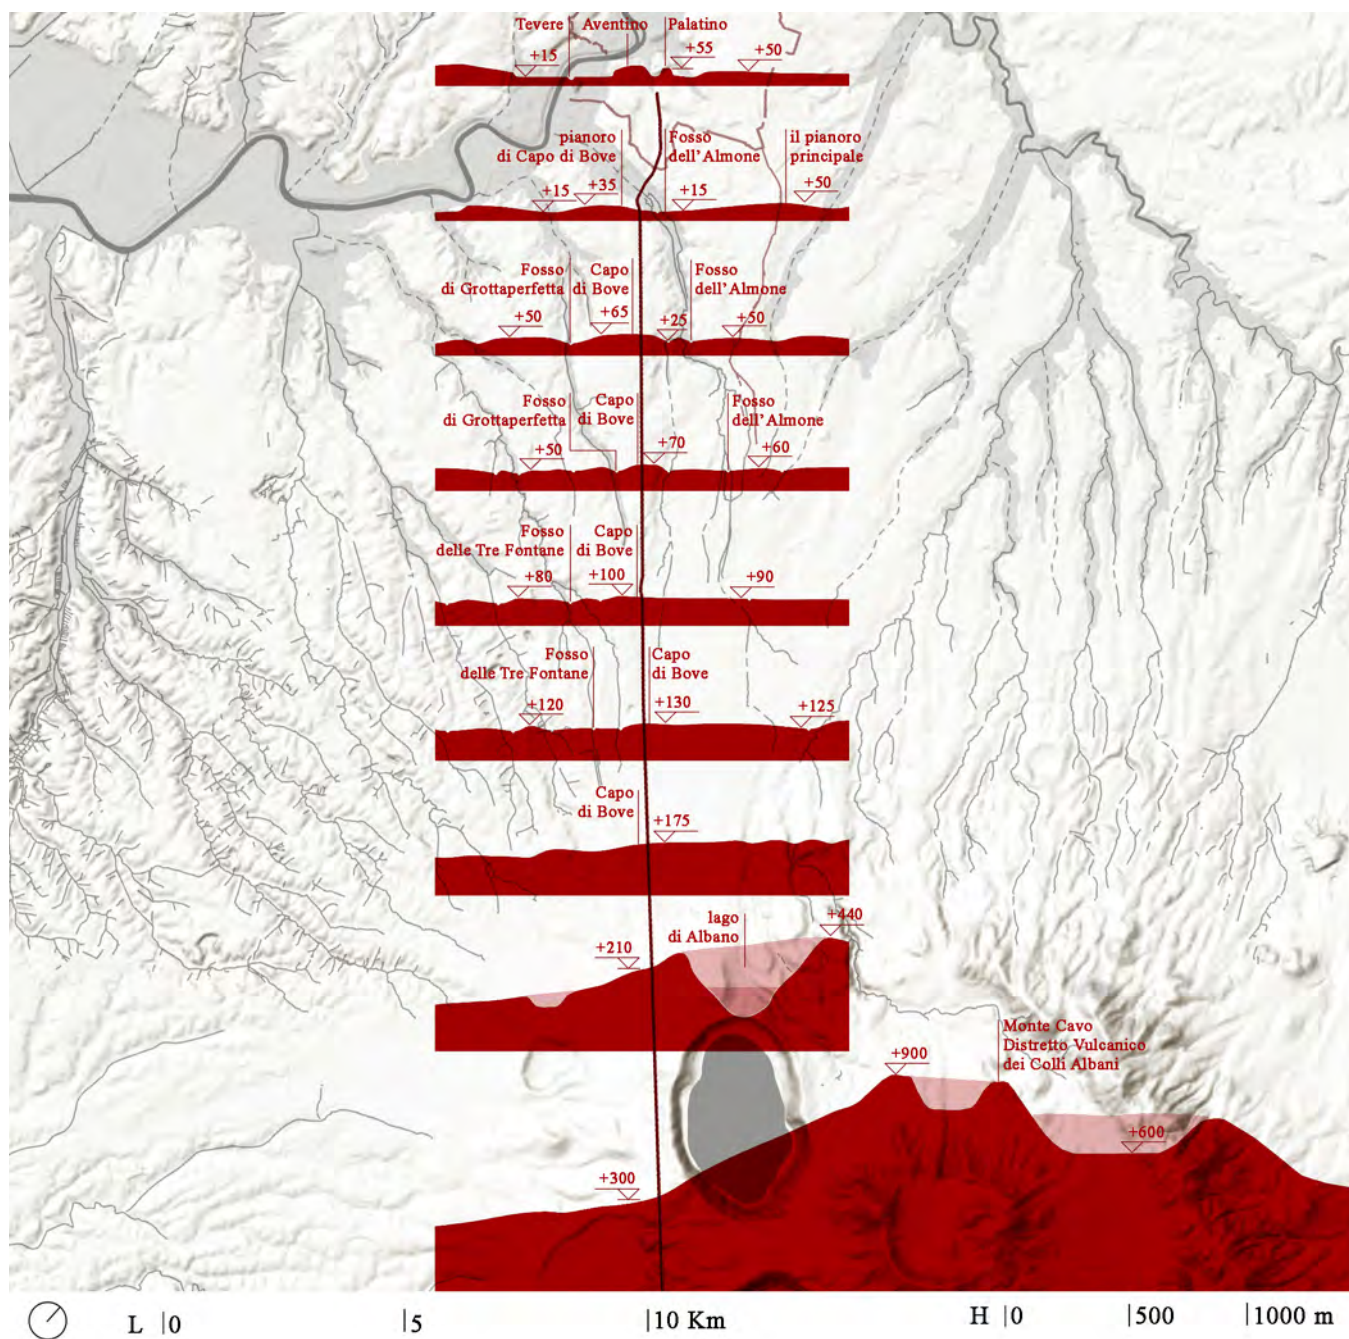 Tevere Aventino Palatino
+15 +55 +50
pianoro
di Capo di Bove
Fosso
dell'Almone
il pianoro
principale
+15 +35 +15 +50
Fosso
di Grottaperfetta
Capo
di Bove
Fosso
dell'Almone
+50 +65 +25 +50
Fosso
di Grottaperfetta
Capo
di Bove
Fosso
dell'Almone
+50 +70 +60
Fosso
delle Tre Fontane
Capo
di Bove
+80 +100 +90
Fosso
delle Tre Fontane
Capo
di Bove
+120 +130 +125
Capo
di Bove
+175
lago
di Albano
+210 +440
Monte Cavo
Distretto Vulcanico
dei Colli Albani
+900
+600
+300
L |0 |5 |10 Km H |0 |500 |1000 m